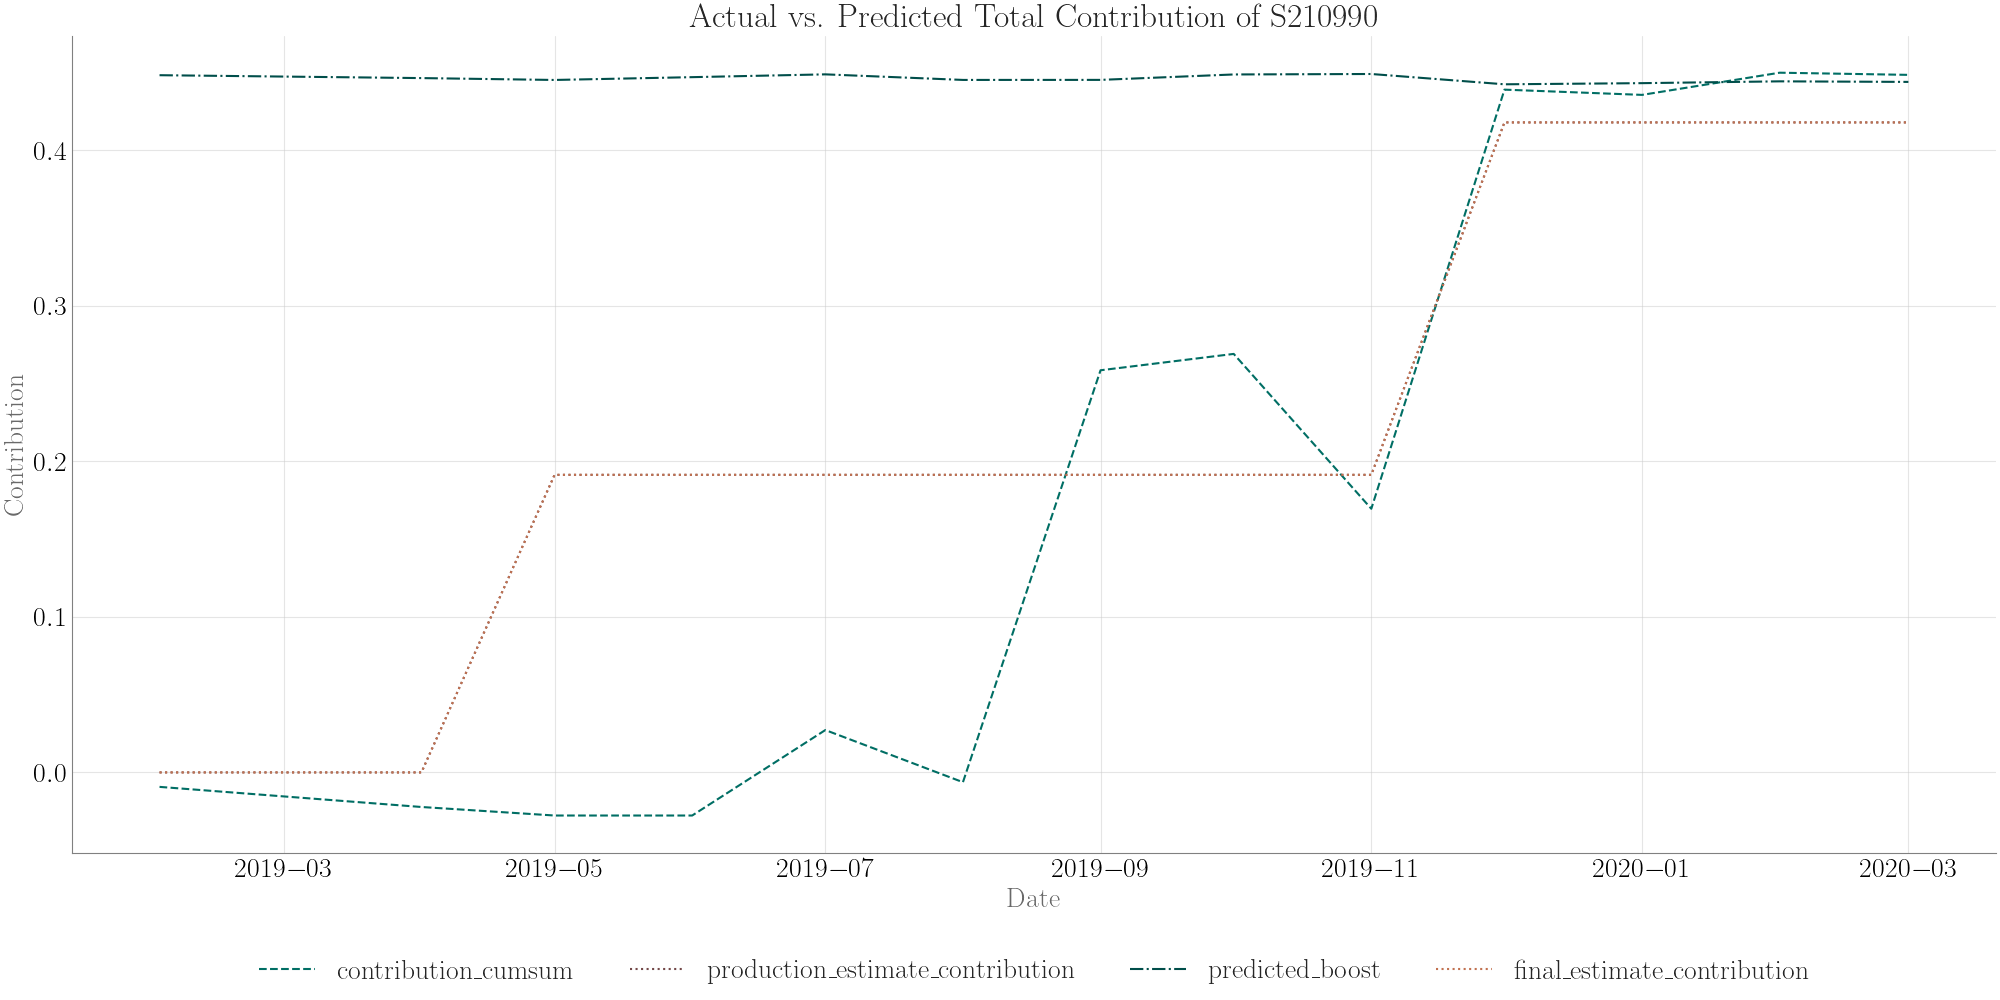 Actual vs. Predicted Total Contribution of S210990
Contribution
0.4
0.3
0.2
0.1
0.0
2019−03 2019−05 2019−07 2019−09 2019−11 2020−01 2020−03
Date
contribution_cumsum production_estimate_contribution predicted_boost final_estimate_contribution